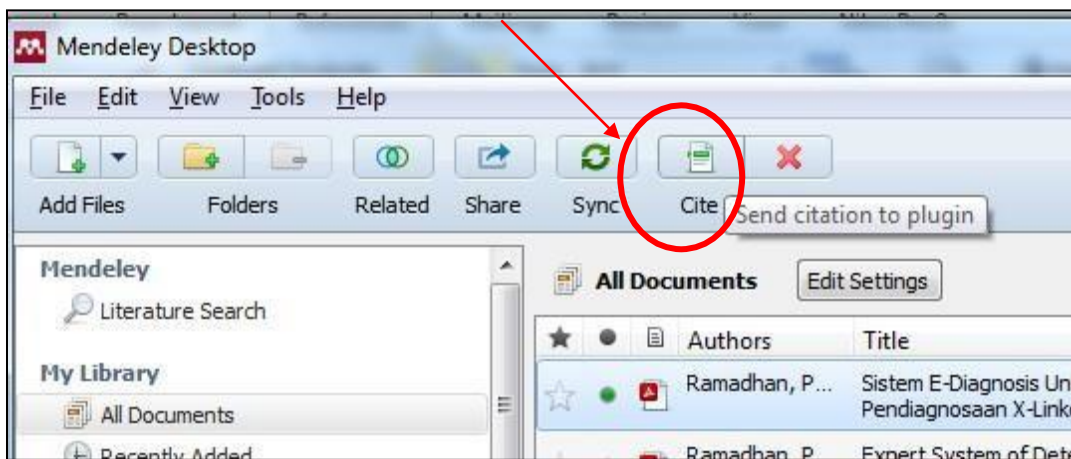 Mendeley Desktop
File Edit View Tools Help
Add Files Folders Related Share Sync Cite
Send citation to plugin
Mendeley
Literature Search
My Library
All Documents
Recently Added
All Documents Edit Settings
Authors Title
Ramadhan, P... Sistem E-Diagnosis Un
Pendiagnosaan X-Link
Ramadhan, P Expert System of Dete